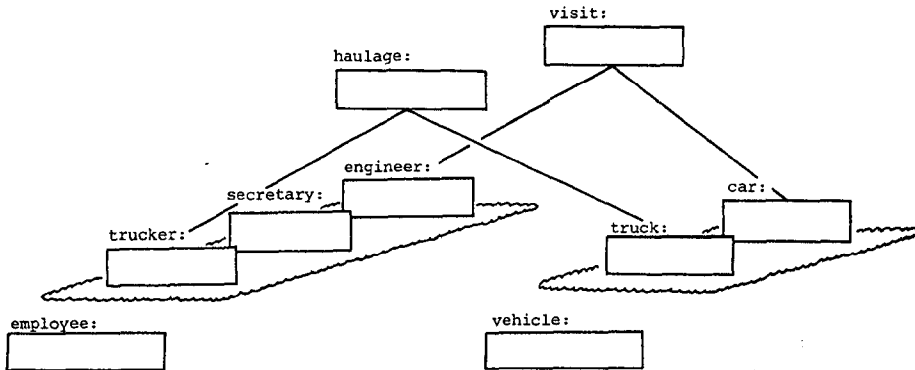 visit:
haulage:
engineer:
secretary:
car:
trucker:
truck:
employee:
vehicle: